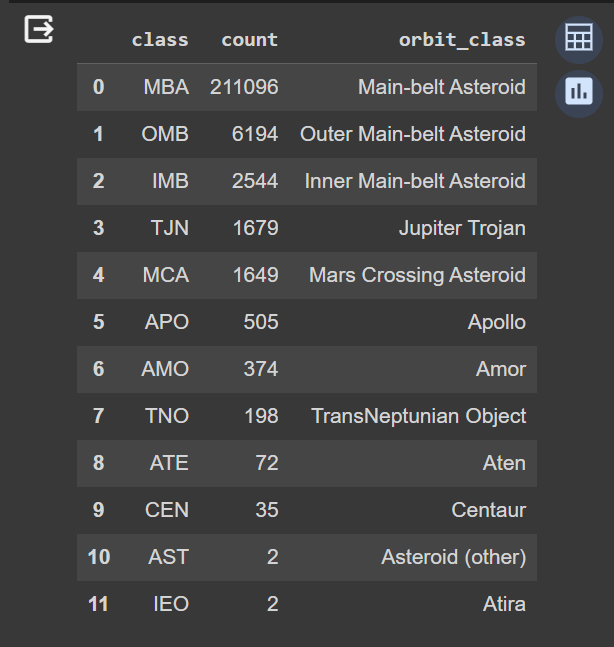 class count orbit_class
0 MBA 211096 Main-belt Asteroid
1 OMB 6194 Outer Main-belt Asteroid
2 IMB 2544 Inner Main-belt Asteroid
3 TJN 1679 Jupiter Trojan
4 MCA 1649 Mars Crossing Asteroid
5 APO 505 Apollo
6 AMO 374 Amor
7 TNO 198 TransNeptunian Object
8 ATE 72 Aten
9 CEN 35 Centaur
10 AST 2 Asteroid (other)
11 IEO 2 Atira